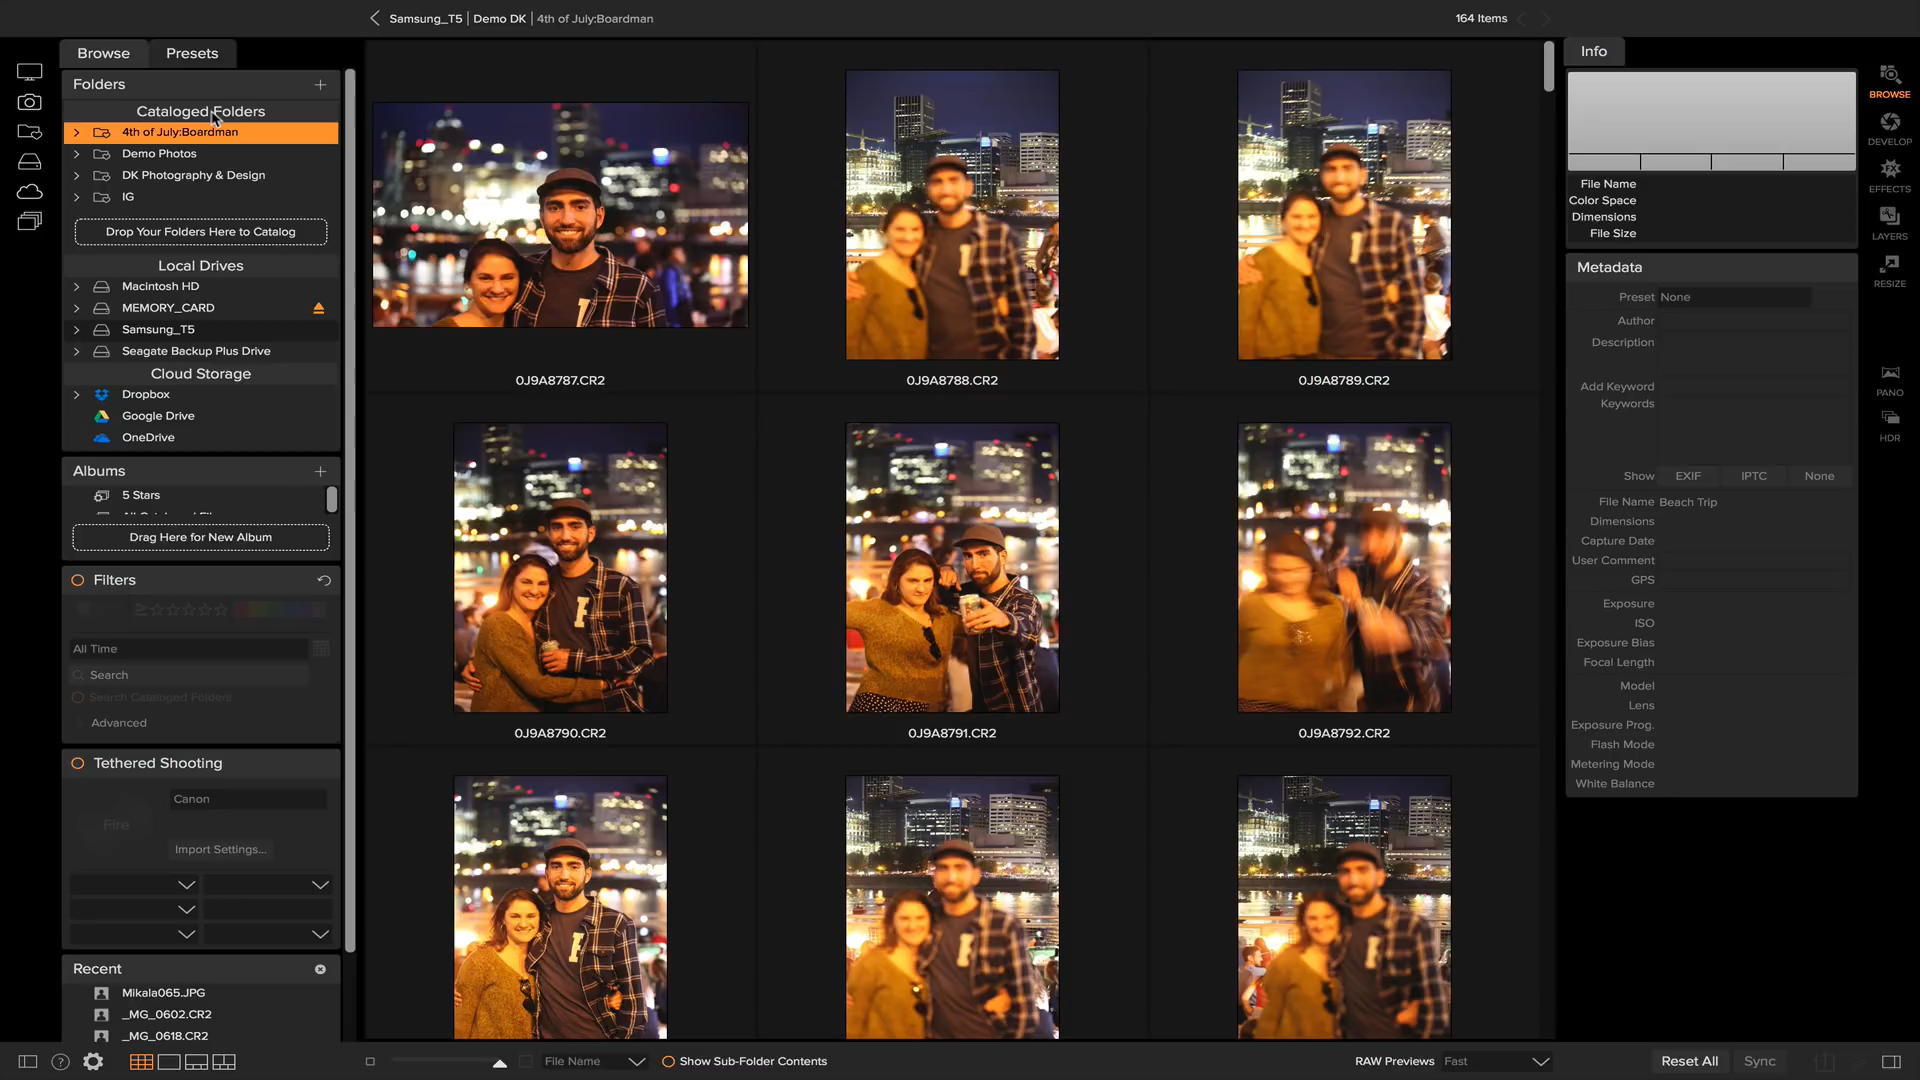 Samsung_T5 | Demo DK | 4th of July:Boardman
164 Items
Browse
Presets
Folders
Cataloged Folders
4th of July:Boardman
Demo Photos
DK Photography & Design
IG
Drop Your Folders Here to Catalog
Local Drives
Macintosh HD
MEMORY_CARD
Samsung_T5
Seagate Backup Plus Drive
Cloud Storage
Dropbox
Google Drive
OneDrive
Albums
5 Stars
Drag Here for New Album
Filters
All Time
Search
Search Cataloged Folders
Advanced
Tethered Shooting
Canon
Fire
Import Settings...
Recent
Mikala065.JPG
_MG_0602.CR2
_MG_0618.CR2
0J9A8787.CR2
0J9A8788.CR2
0J9A8789.CR2
0J9A8790.CR2
0J9A8791.CR2
0J9A8792.CR2
File Name
Show Sub-Folder Contents
RAW Previews Fast
Reset All
Sync
Info
File Name
Color Space
Dimensions
File Size
Metadata
Preset None
Author
Description
Add Keyword
Keywords
Show EXIF IPTC None
File Name Beach Trip
Dimensions
Capture Date
User Comment
GPS
Exposure
ISO
Exposure Bias
Focal Length
Model
Lens
Exposure Prog.
Flash Mode
Metering Mode
White Balance
BROWSE
DEVELOP
EFFECTS
LAYERS
RESIZE
PANO
HDR